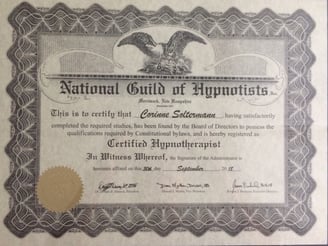 National Guild of Hypnotists Inc.
Merrimack, New Hampshire
This is to certify that Corinne Soltermann having satisfactorily
completed the required studies, has been found by the Board of Directors to possess the
qualifications required by Constitutional bylaws, and is hereby registered as
Certified Hypnotherapist
In Witness Whereof, the Signature of the Administrator is
hereunto affixed on this day September